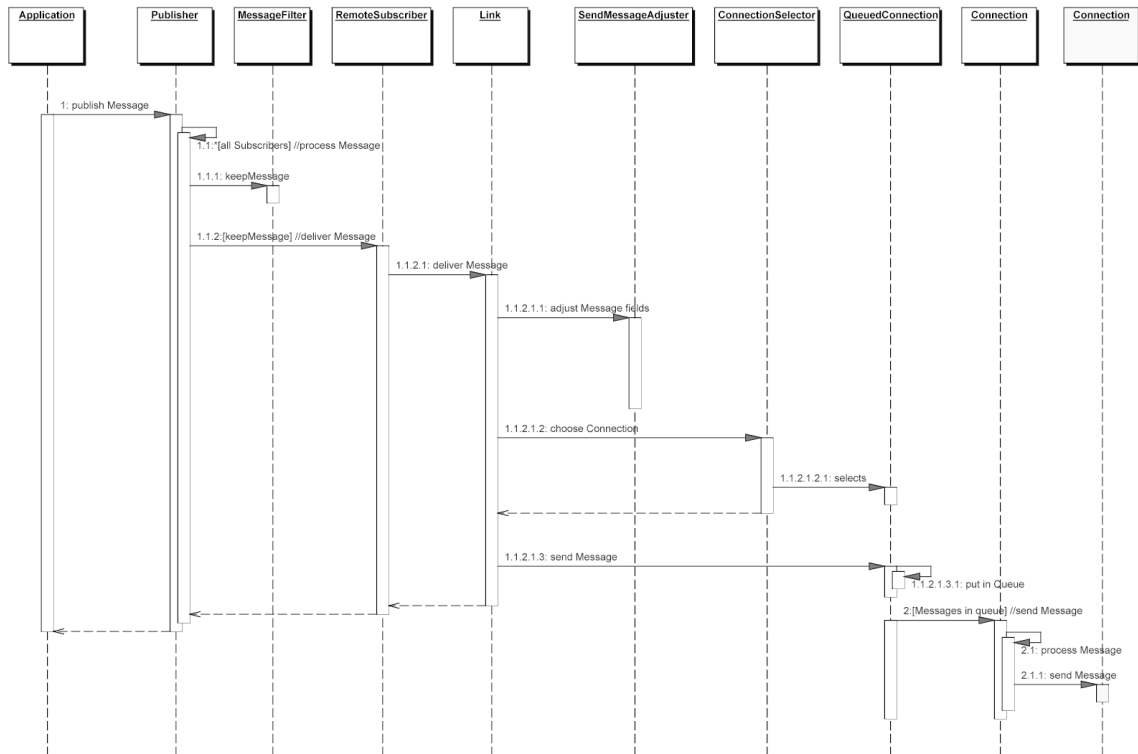 Application
Publisher
MessageFilter
RemoteSubscriber
Link
SendMessageAdjuster
ConnectionSelector
QueuedConnection
Connection
Connection
1: publish Message
1.1:*[all Subscribers] //process Message
1.1.1: keepMessage
1.1.2:[keepMessage] //deliver Message
1.1.2.1: deliver Message
1.1.2.1.1: adjust Message fields
1.1.2.1.2: choose Connection
1.1.2.1.2.1: selects
1.1.2.1.3: send Message
1.1.2.1.3.1: put in Queue
2:[Messages in queue] //send Message
2.1: process Message
2.1.1: send Message